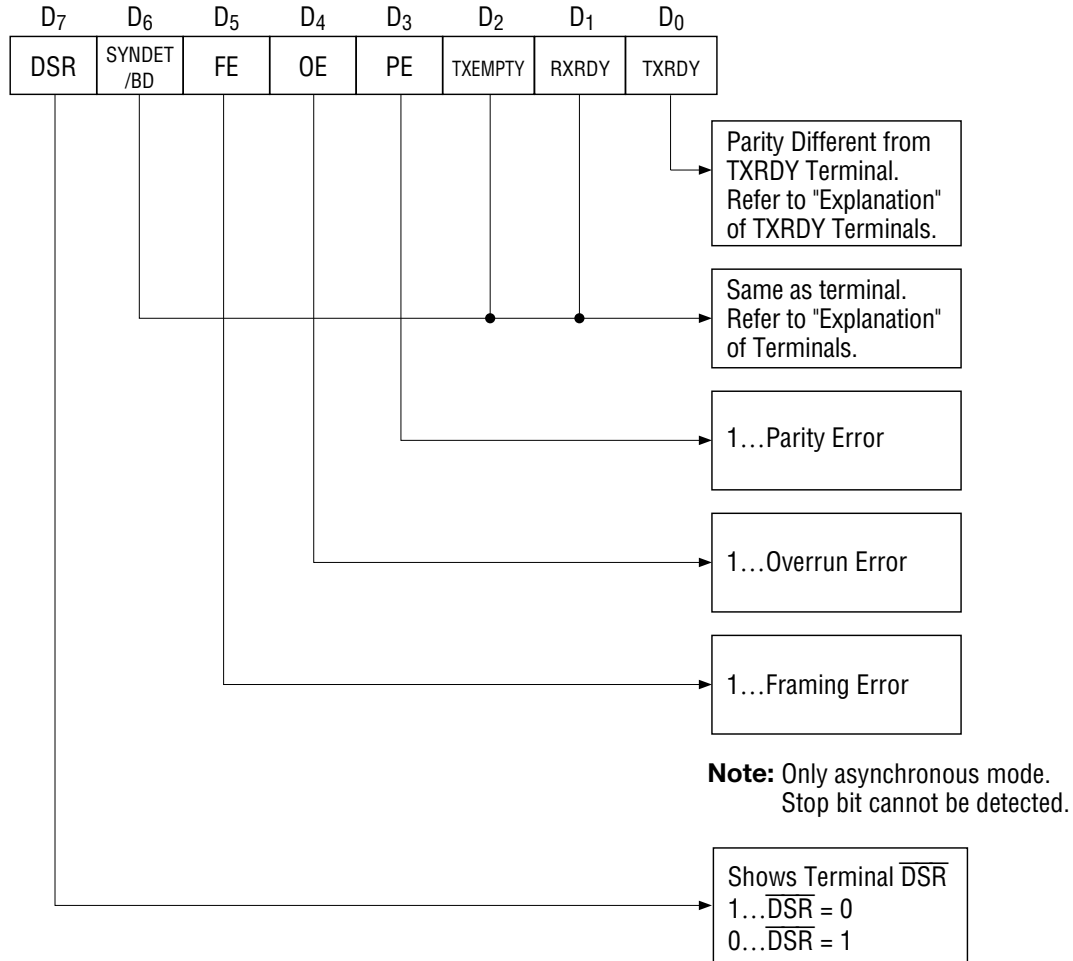 D7 D6 D5 D4 D3 D2 D1 D0
DSR SYNDET/BD FE OE PE TXEMPTY RXRDY TXRDY
Parity Different from
TXRDY Terminal.
Refer to "Explanation"
of TXRDY Terminals.
Same as terminal.
Refer to "Explanation"
of Terminals.
1…Parity Error
1…Overrun Error
1…Framing Error
Note: Only asynchronous mode.
Stop bit cannot be detected.
Shows Terminal D̅S̅R̅
1…D̅S̅R̅ = 0
0…D̅S̅R̅ = 1